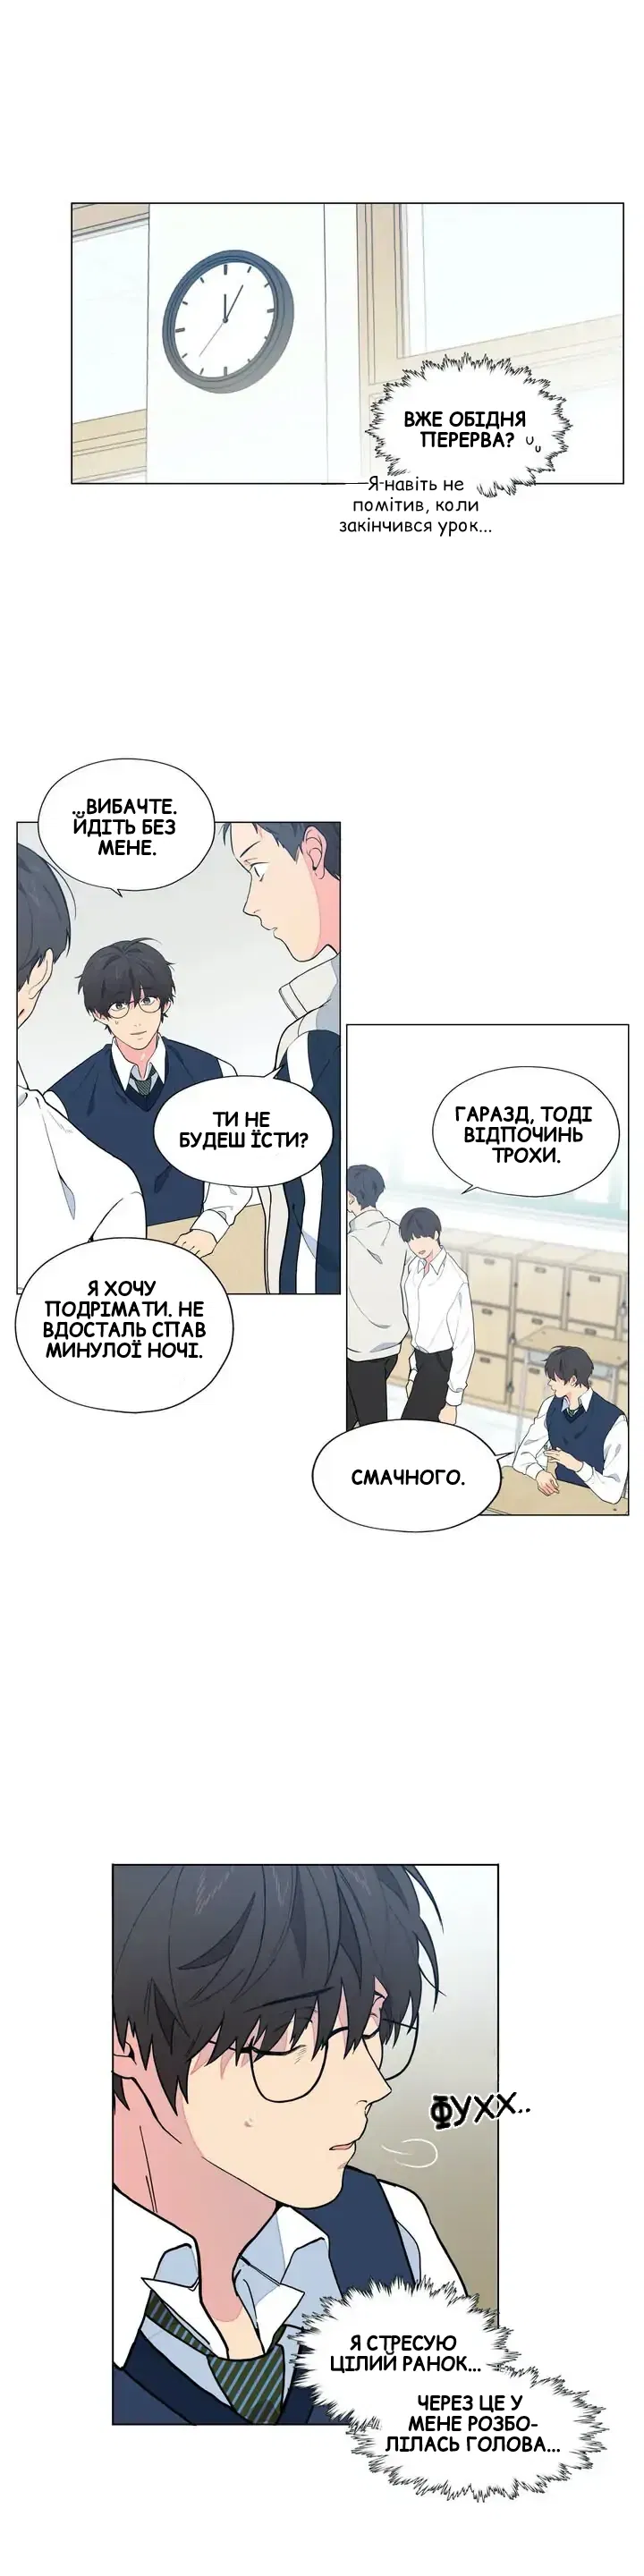 ВЖЕ ОБІДНЯ
ПЕРЕРВА?
Я навіть не
помітив, коли
закінчився урок...
...ВИБАЧТЕ.
ЙДІТЬ БЕЗ
МЕНЕ.
ТИ НЕ
БУДЕШ ЇСТИ?
Я ХОЧУ
ПОДРІМАТИ. НЕ
ВДОСТАЛЬ СПАВ
МИНУЛОЇ НОЧІ.
ГАРАЗД, ТОДІ
ВІДПОЧИНЬ
ТРОХИ.
СМАЧНОГО.
ФУХХ..
Я СТРЕСУЮ
ЦІЛИЙ РАНОК...
ЧЕРЕЗ ЦЕ У
МЕНЕ РОЗБО-
ЛІЛАСЬ ГОЛОВА...